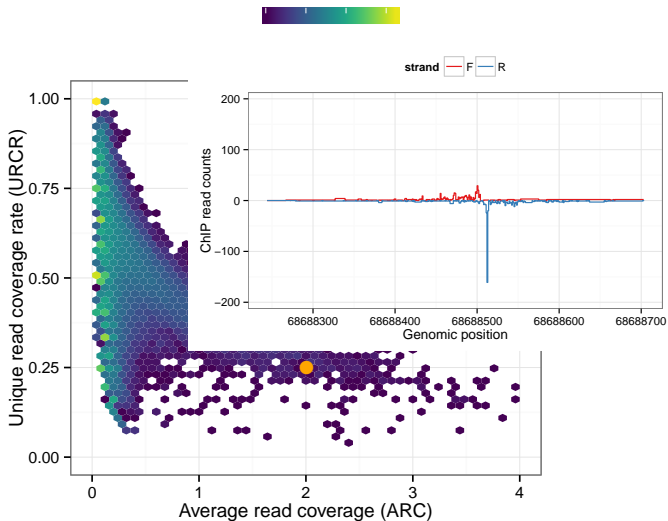 strand F R
200
100
0
−100
−200
ChIP read counts
68688300 68688400 68688500 68688600 68688700
Genomic position
1.00
0.75
0.50
0.25
0.00
Unique read coverage rate (URCR)
0 1 2 3 4
Average read coverage (ARC)